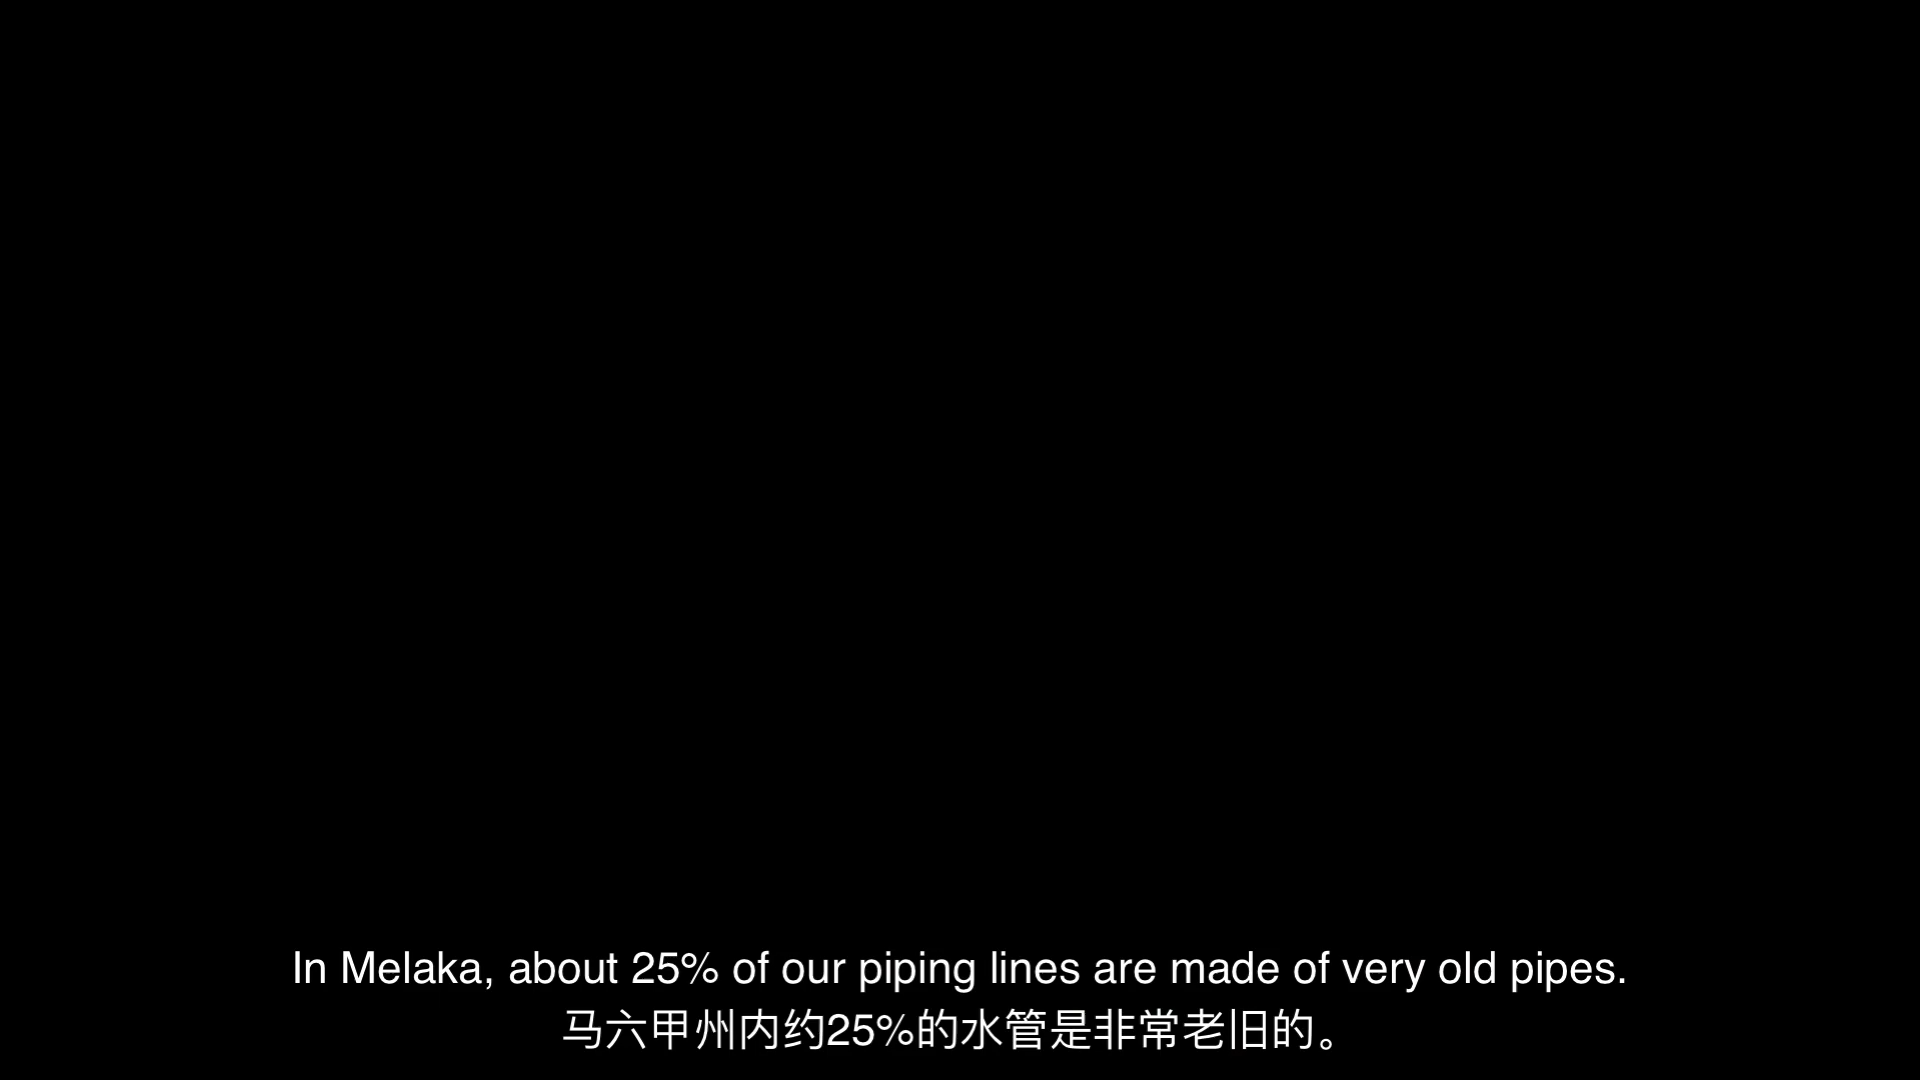 In Melaka, about 25% of our piping lines are made of very old pipes.
马六甲州内约25%的水管是非常老旧的。